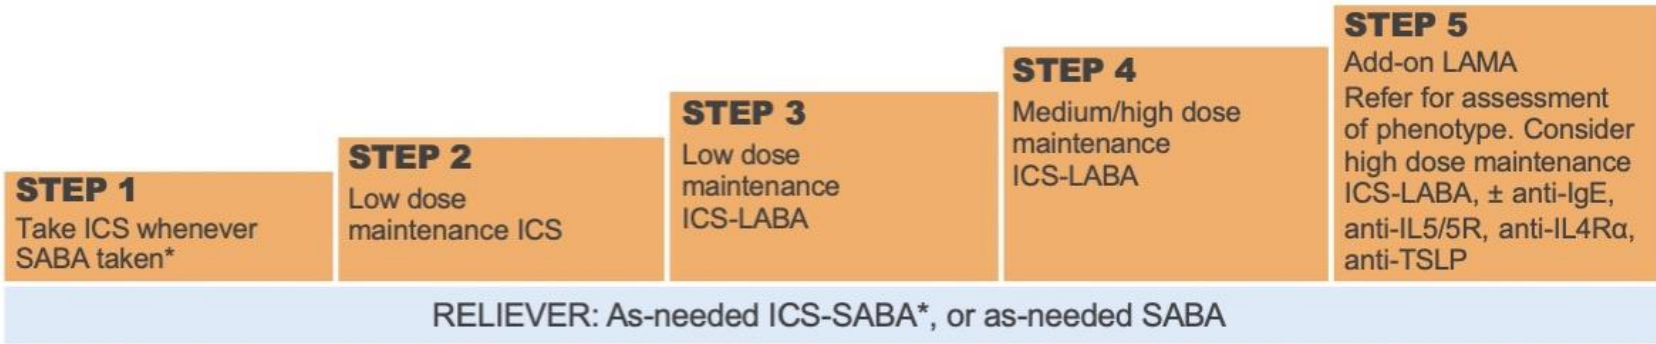 STEP 1
Take ICS whenever
SABA taken*
STEP 2
Low dose
maintenance ICS
STEP 3
Low dose
maintenance
ICS-LABA
STEP 4
Medium/high dose
maintenance
ICS-LABA
STEP 5
Add-on LAMA
Refer for assessment
of phenotype. Consider
high dose maintenance
ICS-LABA, ± anti-IgE,
anti-IL5/5R, anti-IL4Rα,
anti-TSLP
RELIEVER: As-needed ICS-SABA*, or as-needed SABA